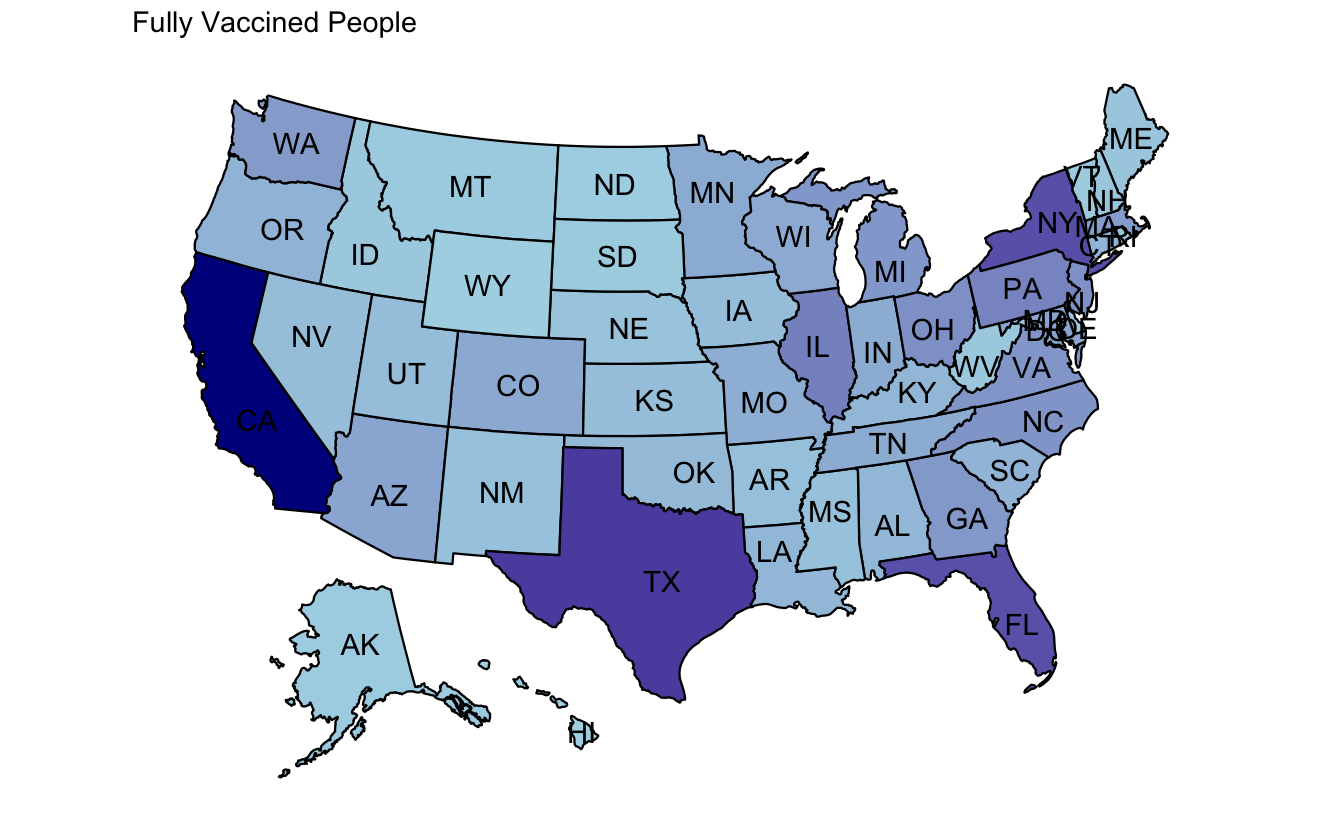 Fully Vaccined People
ME
WA
VT
MT
ND
MN
NH
OR
NY
MA
WI
RI
ID
SD
CT
MI
WY
PA
NJ
IA
NE
MD
OH
DC
DE
NV
IL
IN
WV
VA
UT
CO
KY
KS
MO
CA
NC
TN
OK
SC
AR
AZ
NM
MS
GA
AL
LA
TX
FL
AK
HI